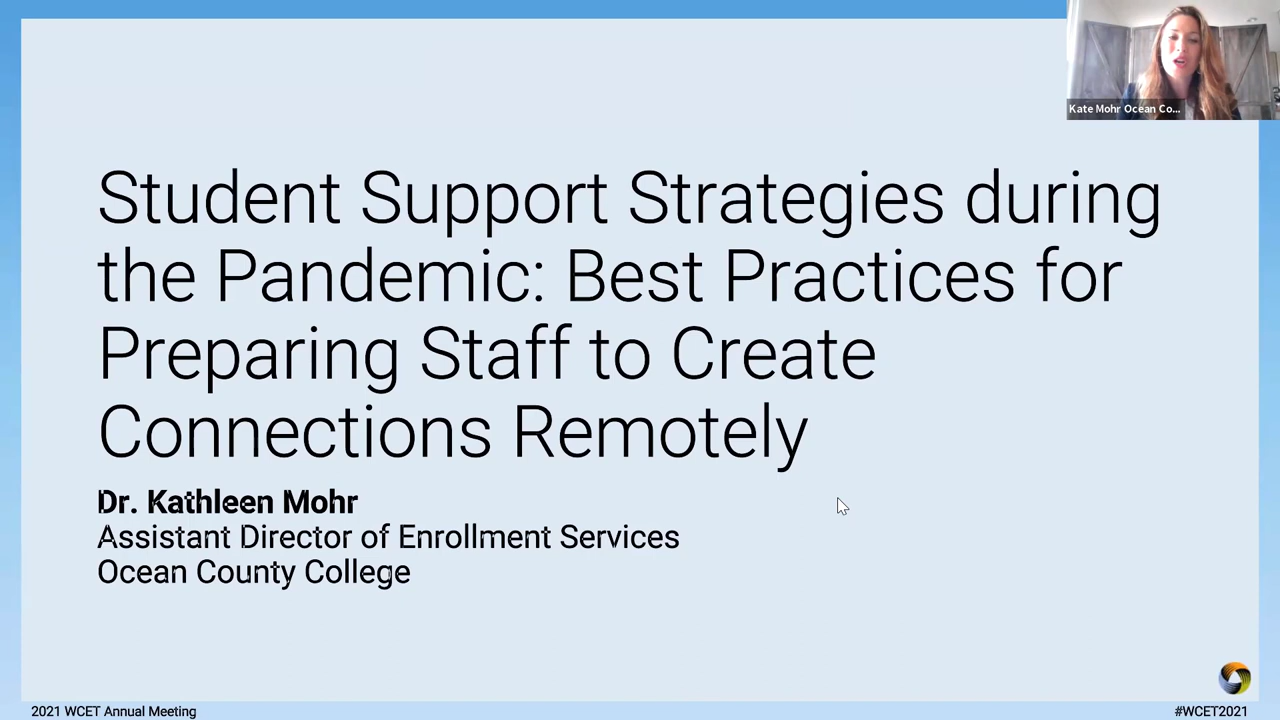 Kate Mohr Ocean Co...
Student Support Strategies during
the Pandemic: Best Practices for
Preparing Staff to Create
Connections Remotely
Dr. Kathleen Mohr
Assistant Director of Enrollment Services
Ocean County College
2021 WCET Annual Meeting
#WCET2021